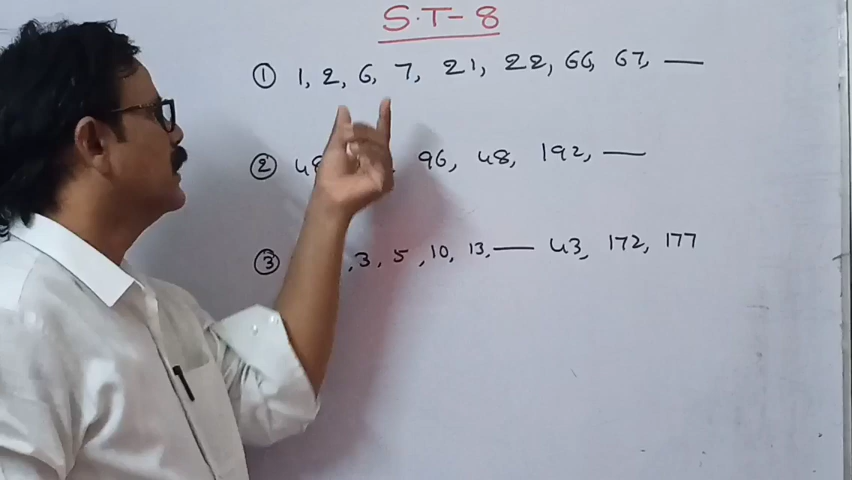 S.T-8
① 1, 2, 6, 7, 21, 22, 66, 67, —
② 48 , 96, 48, 192, —
③ , 3, 5, 10, 13, — 43, 172, 177